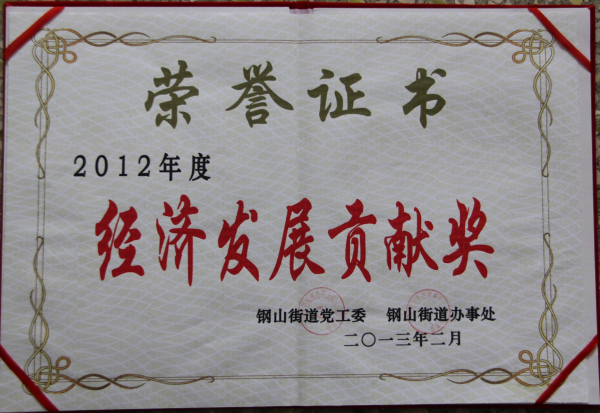 荣誉证书
2012年度
经济发展贡献奖
钢山街道党工委 钢山街道办事处
二〇一三年二月